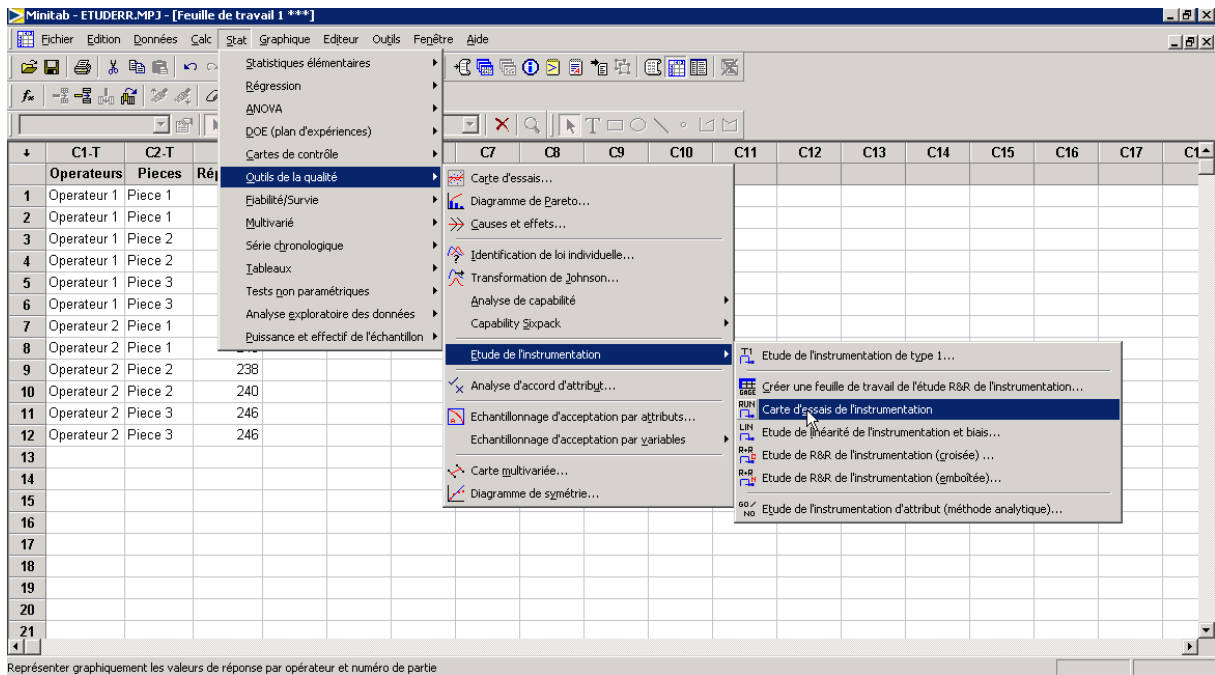 Minitab - ETUDERR.MPJ - [Feuille de travail 1 ***]
Fichier Edition Données Calc Stat Graphique Editeur Outils Fenêtre Aide
Statistiques élémentaires
Régression
ANOVA
DOE (plan d'expériences)
Cartes de contrôle
Outils de la qualité
Fiabilité/Survie
Multivarié
Série chronologique
Tableaux
Tests non paramétriques
Analyse exploratoire des données
Puissance et effectif de l'échantillon
Carte d'essais...
Diagramme de Pareto...
Causes et effets...
Identification de loi individuelle...
Transformation de Johnson...
Analyse de capabilité
Capability Sixpack
Etude de l'instrumentation
Analyse d'accord d'attribut...
Echantillonnage d'acceptation par attributs...
Echantillonnage d'acceptation par variables
Carte multivariée...
Diagramme de symétrie...
T1 Etude de l'instrumentation de type 1...
GAGE Créer une feuille de travail de l'étude R&R de l'instrumentation...
RUN Carte d'essais de l'instrumentation
LIN Etude de linéarité de l'instrumentation et biais...
R+R Etude de R&R de l'instrumentation (croisée) ...
R+R Etude de R&R de l'instrumentation (emboîtée)...
GO/NO Etude de l'instrumentation d'attribut (méthode analytique)...
C1-T C2-T C7 C8 C9 C10 C11 C12 C13 C14 C15 C16 C17 C1
Operateurs Pieces
1 Operateur 1 Piece 1
2 Operateur 1 Piece 1
3 Operateur 1 Piece 2
4 Operateur 1 Piece 2
5 Operateur 1 Piece 3
6 Operateur 1 Piece 3
7 Operateur 2 Piece 1
8 Operateur 2 Piece 1
9 Operateur 2 Piece 2 238
10 Operateur 2 Piece 2 240
11 Operateur 2 Piece 3 246
12 Operateur 2 Piece 3 246
13
14
15
16
17
18
19
20
21
Représenter graphiquement les valeurs de réponse par opérateur et numéro de partie